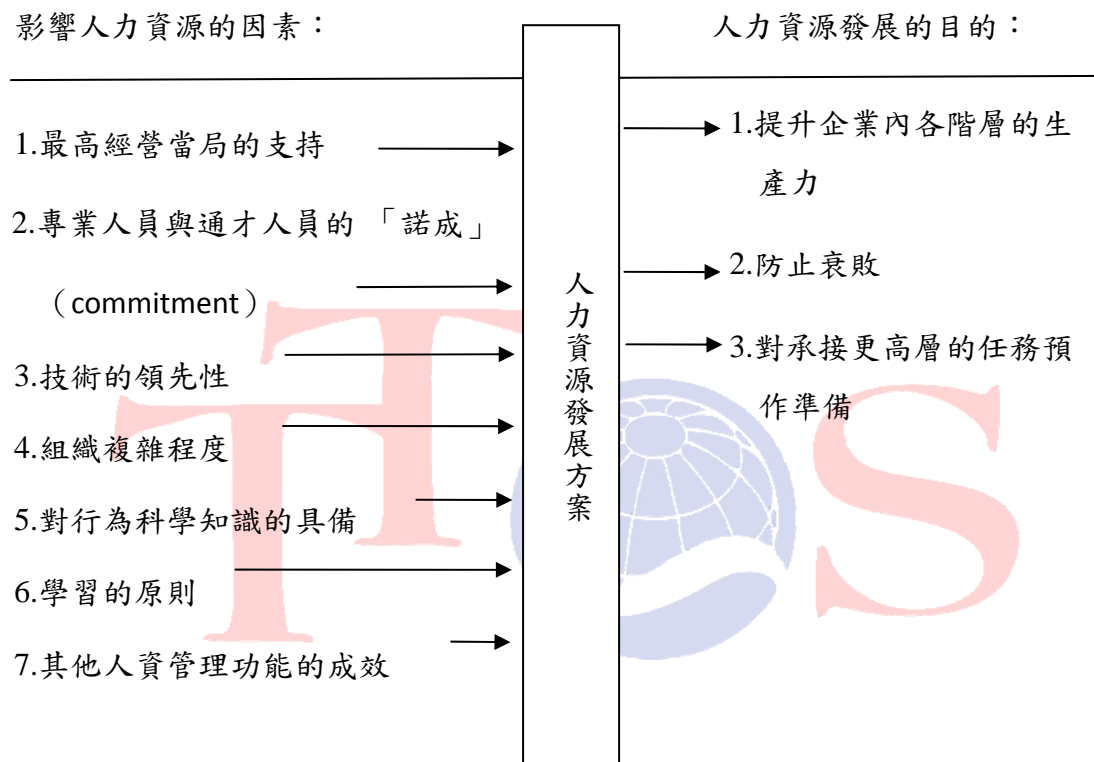 影響人力資源的因素：
1.最高經營當局的支持
2.專業人員與通才人員的 「諾成」
（commitment）
3.技術的領先性
4.組織複雜程度
5.對行為科學知識的具備
6.學習的原則
7.其他人資管理功能的成效
人力資源發展方案
人力資源發展的目的：
1.提升企業內各階層的生
產力
2.防止衰敗
3.對承接更高層的任務預
作準備
TTQS